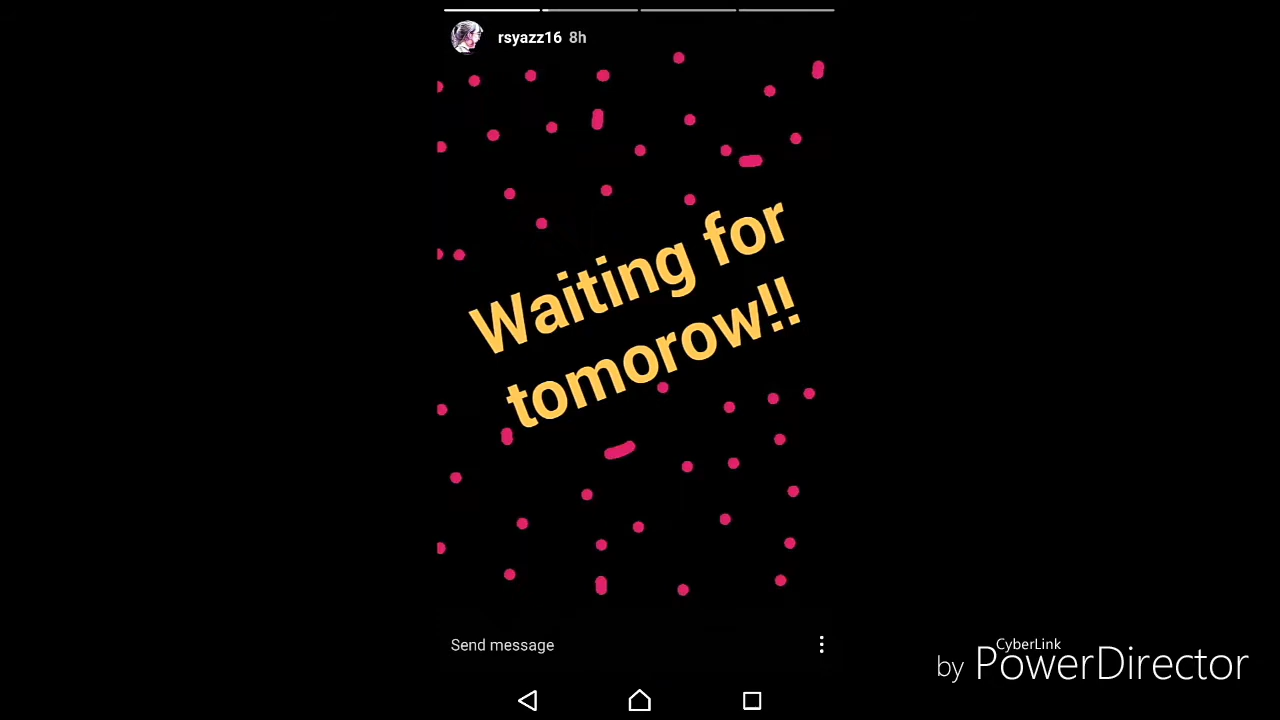 rsyazz16 8h
Waiting for
tomorow!!
Send message
CyberLink
by PowerDirector